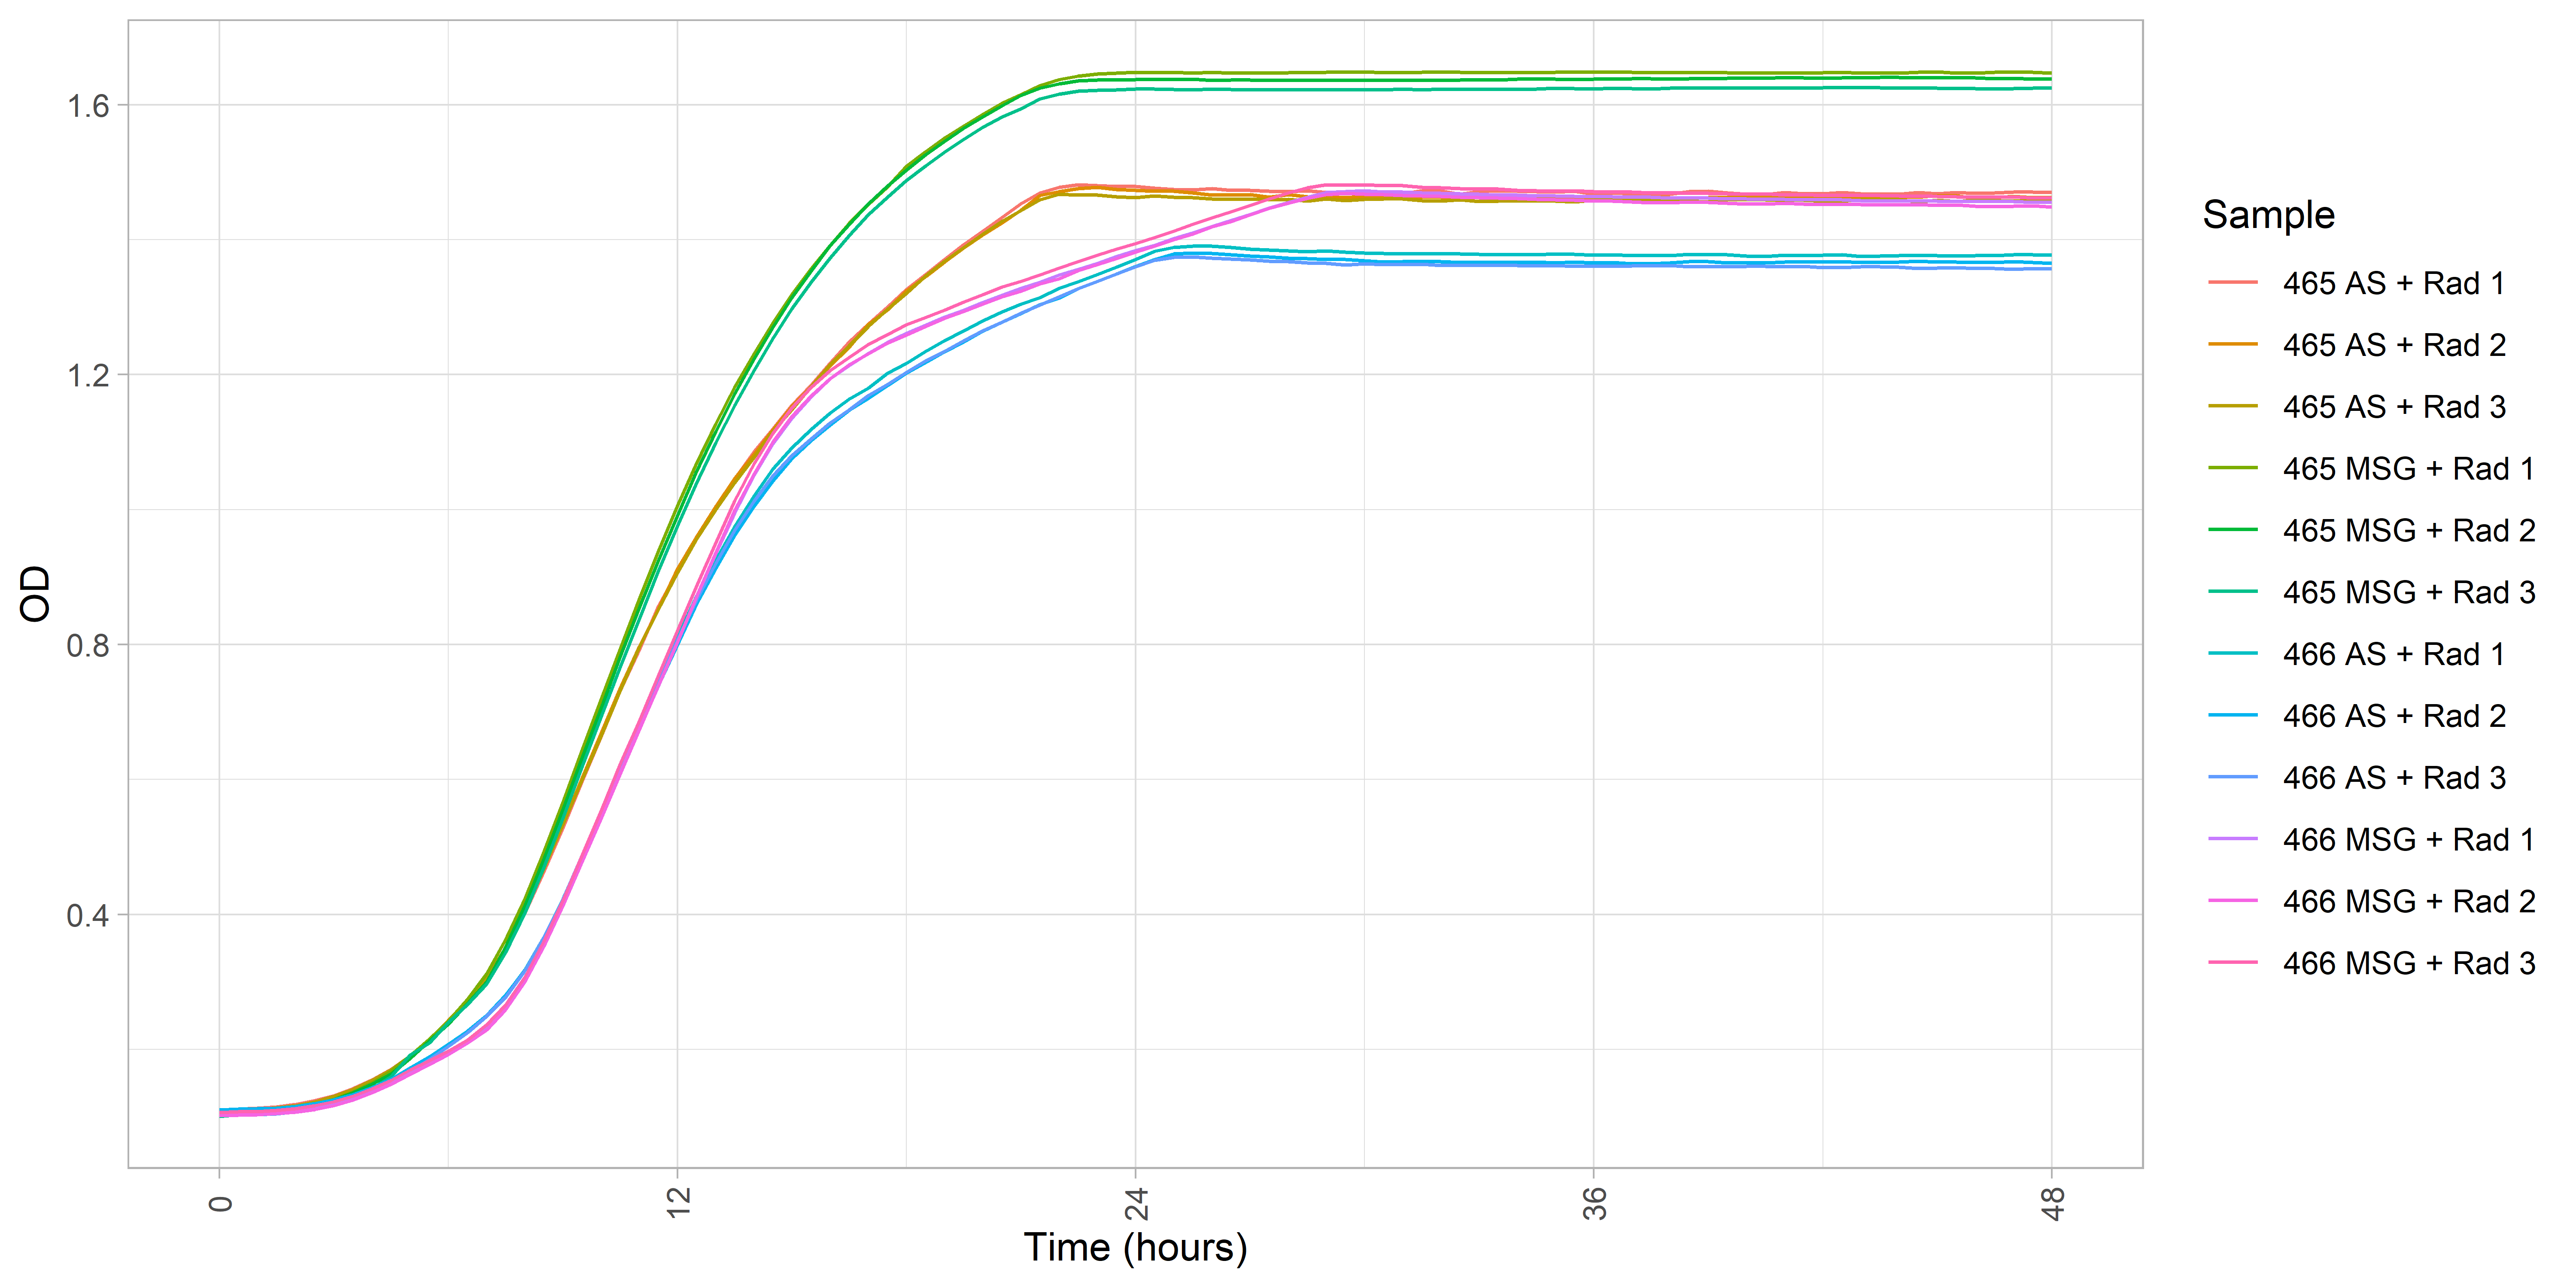 OD
1.6
1.2
0.8
0.4
0
12
24
36
48
Time (hours)
Sample
465 AS + Rad 1
465 AS + Rad 2
465 AS + Rad 3
465 MSG + Rad 1
465 MSG + Rad 2
465 MSG + Rad 3
466 AS + Rad 1
466 AS + Rad 2
466 AS + Rad 3
466 MSG + Rad 1
466 MSG + Rad 2
466 MSG + Rad 3